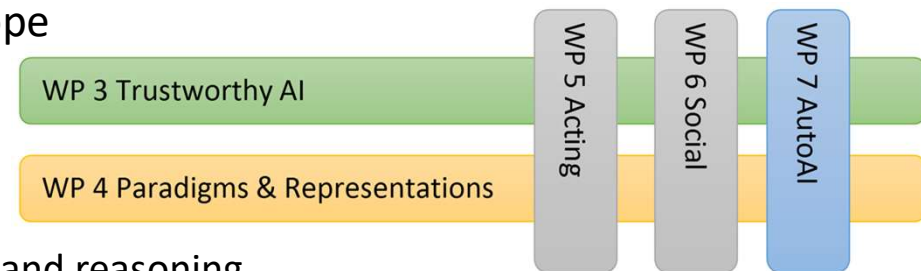 WP 3 Trustworthy AI
WP 4 Paradigms & Representations
WP 5 Acting
WP 6 Social
WP 7 AutoAI
and reasoning